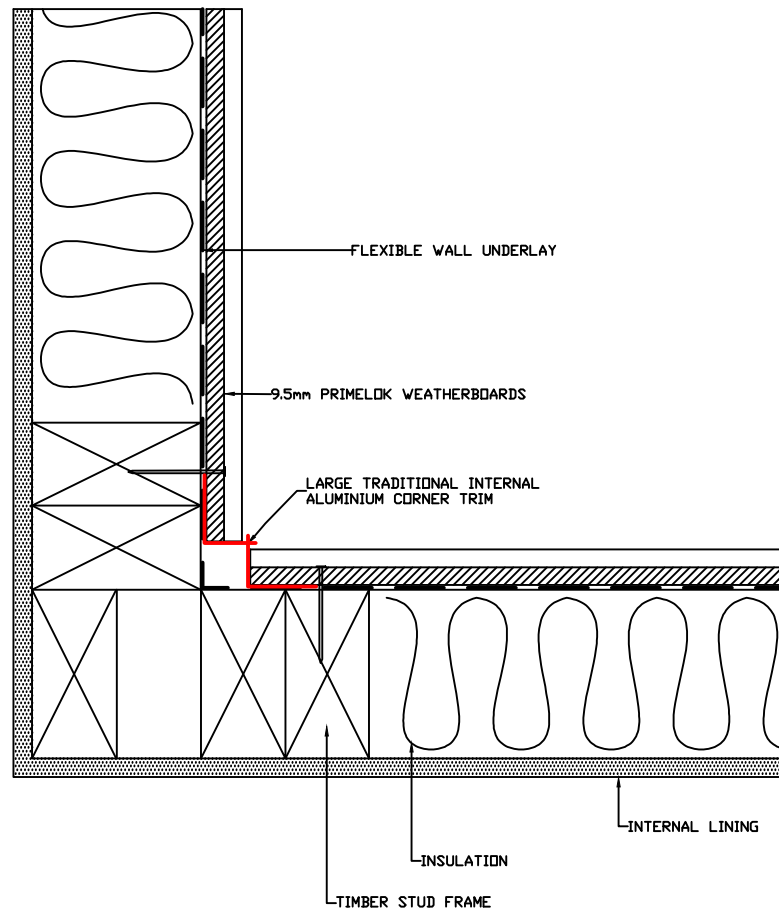 FLEXIBLE WALL UNDERLAY
9.5mm PRIMELOK WEATHERBOARDS
LARGE TRADITIONAL INTERNAL
ALUMINIUM CORNER TRIM
INTERNAL LINING
INSULATION
TIMBER STUD FRAME